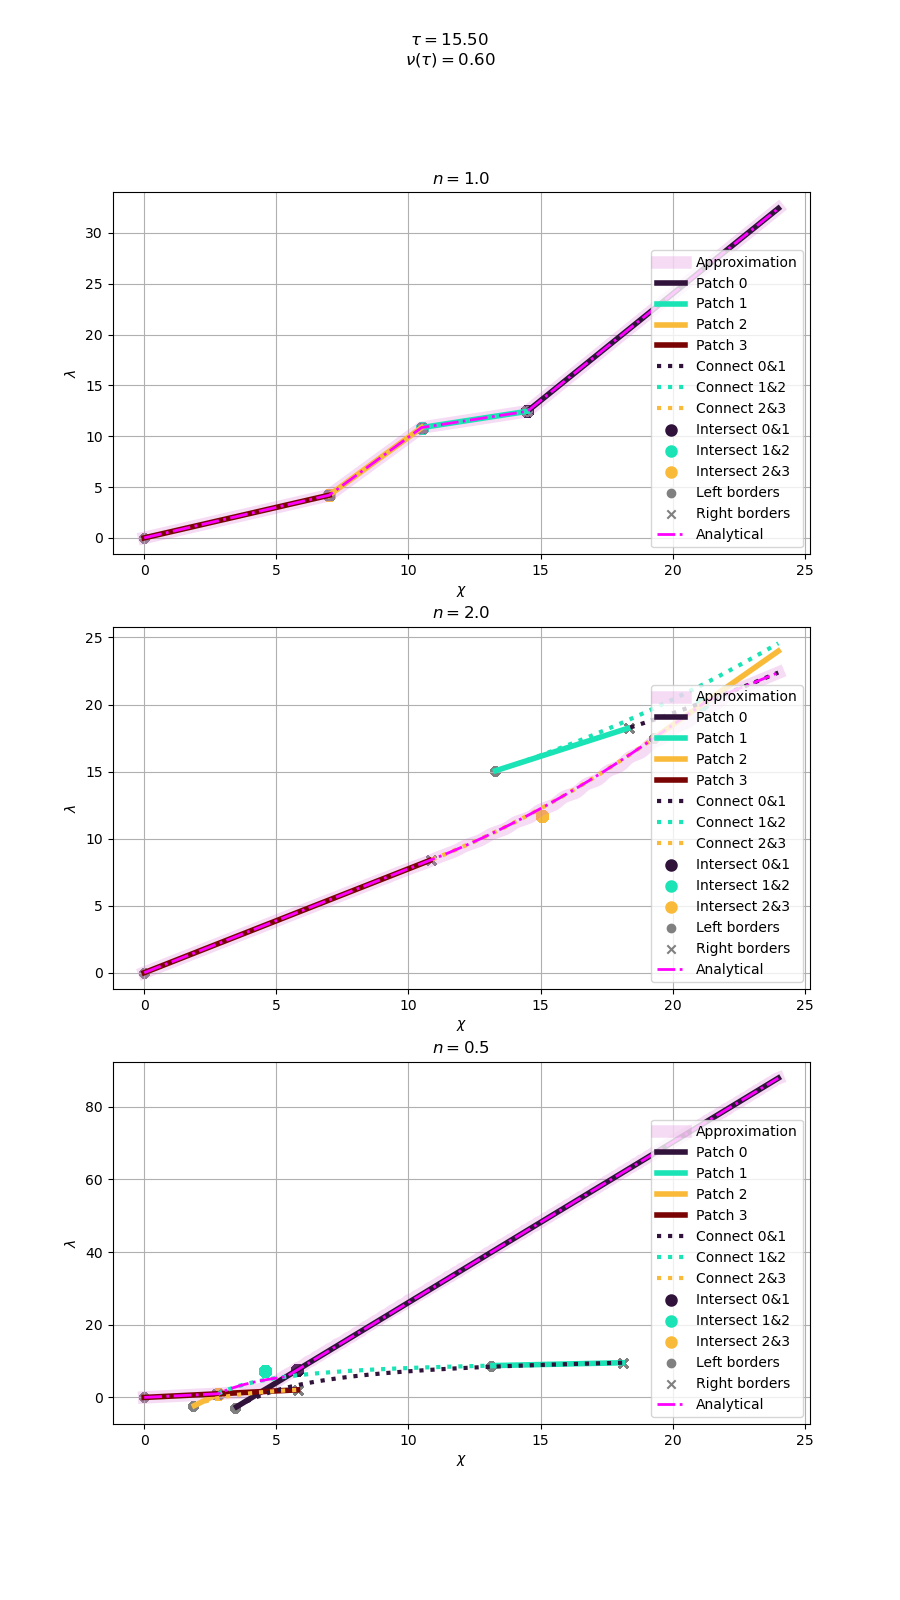 τ = 15.50
ν(τ) = 0.60
n = 1.0
30
25
20
15
10
5
0
λ
0 5 10 15 20 25
χ
Approximation
Patch 0
Patch 1
Patch 2
Patch 3
Connect 0&1
Connect 1&2
Connect 2&3
Intersect 0&1
Intersect 1&2
Intersect 2&3
Left borders
Right borders
Analytical
n = 2.0
25
20
15
10
5
0
λ
0 5 10 15 20 25
χ
Approximation
Patch 0
Patch 1
Patch 2
Patch 3
Connect 0&1
Connect 1&2
Connect 2&3
Intersect 0&1
Intersect 1&2
Intersect 2&3
Left borders
Right borders
Analytical
n = 0.5
80
60
40
20
0
λ
0 5 10 15 20 25
χ
Approximation
Patch 0
Patch 1
Patch 2
Patch 3
Connect 0&1
Connect 1&2
Connect 2&3
Intersect 0&1
Intersect 1&2
Intersect 2&3
Left borders
Right borders
Analytical